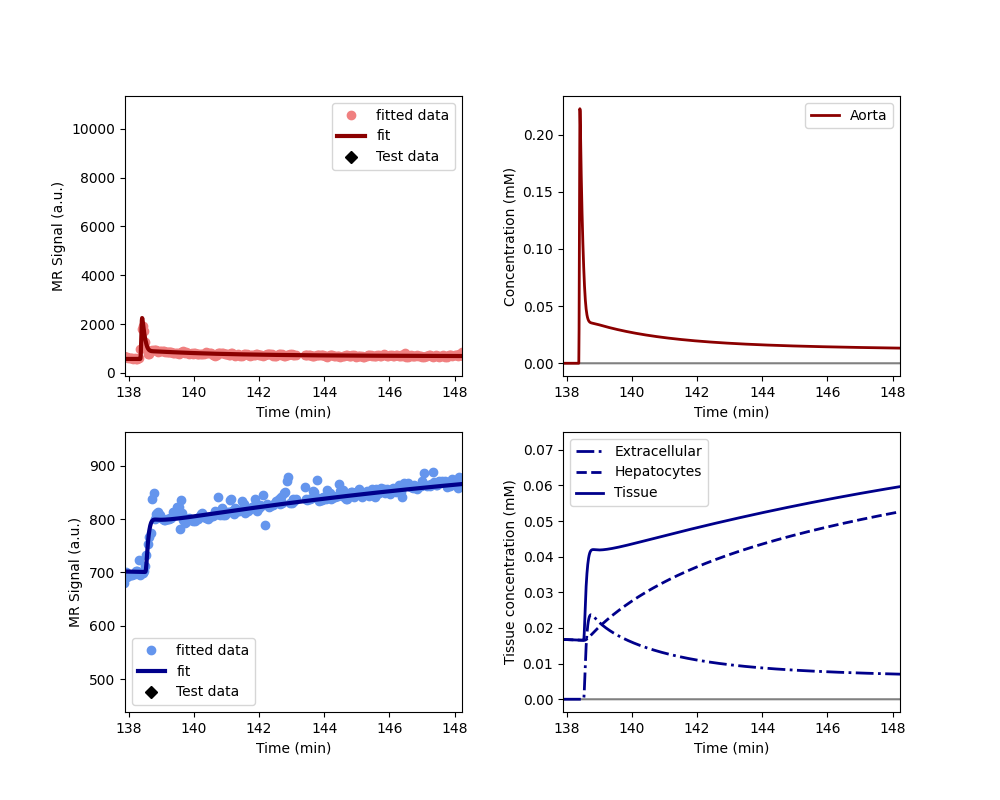 MR Signal (a.u.)
10000
8000
6000
4000
2000
0
fitted data
fit
Test data
138 140 142 144 146 148
Time (min)
Concentration (mM)
0.20
0.15
0.10
0.05
0.00
Aorta
138 140 142 144 146 148
Time (min)
MR Signal (a.u.)
900
800
700
600
500
fitted data
fit
Test data
138 140 142 144 146 148
Time (min)
Tissue concentration (mM)
0.07
0.06
0.05
0.04
0.03
0.02
0.01
0.00
Extracellular
Hepatocytes
Tissue
138 140 142 144 146 148
Time (min)